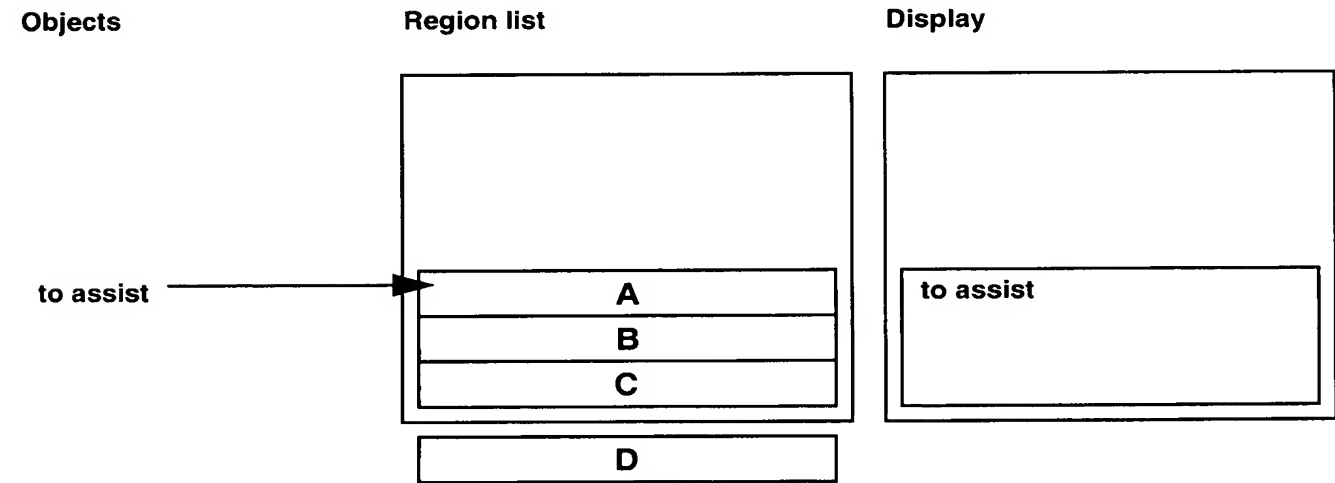 Objects
Region list
Display
to assist
A
B
C
D
to assist